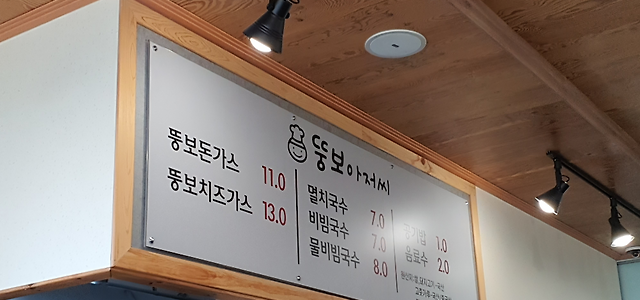 뚱보아저씨
뚱보돈가스 11.0
뚱보치즈가스 13.0
멸치국수 7.0
비빔국수 7.0
물비빔국수 8.0
공기밥 1.0
음료수 2.0